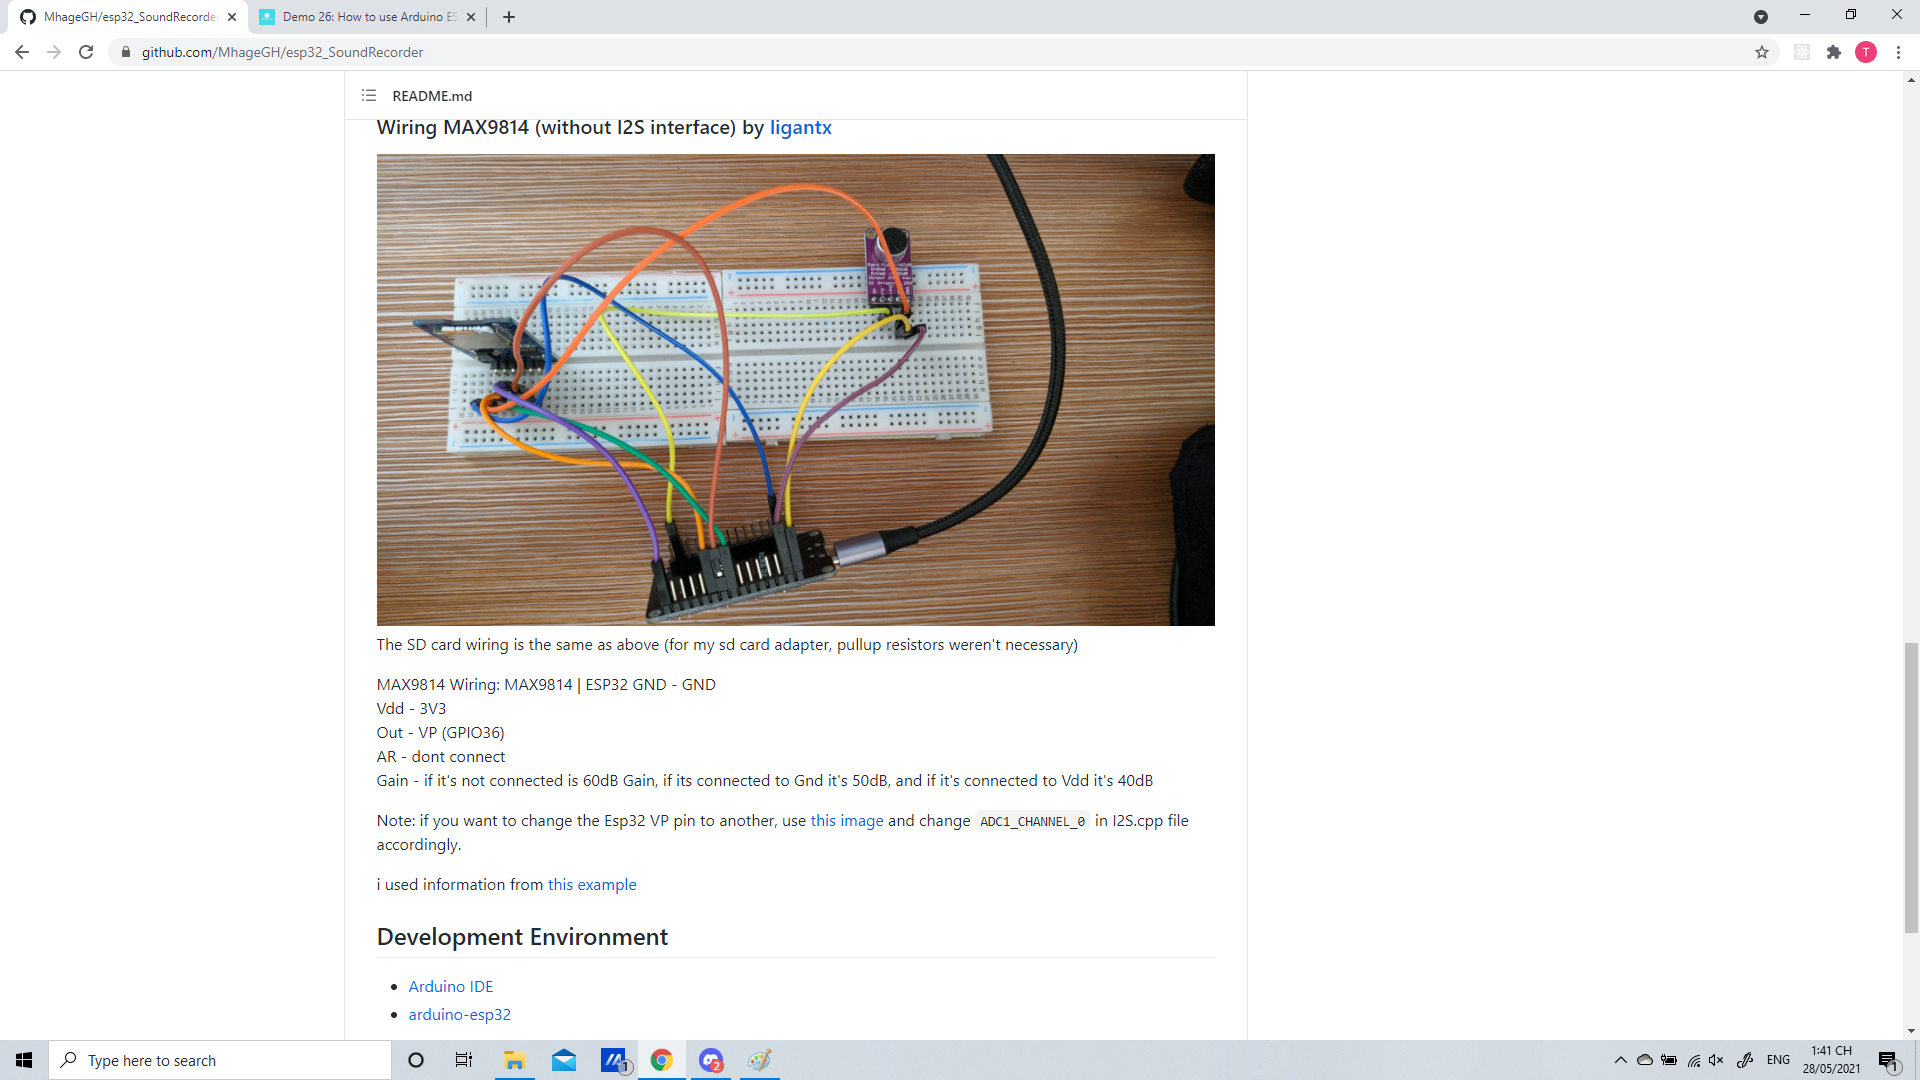 MhageGH/esp32_SoundRecorder
Demo 26: How to use Arduino ES
github.com/MhageGH/esp32_SoundRecorder
T
README.md
Wiring MAX9814 (without I2S interface) by ligantx
The SD card wiring is the same as above (for my sd card adapter, pullup resistors weren't necessary)
MAX9814 Wiring: MAX9814 | ESP32 GND - GND
Vdd - 3V3
Out - VP (GPIO36)
AR - dont connect
Gain - if it's not connected is 60dB Gain, if its connected to Gnd it's 50dB, and if it's connected to Vdd it's 40dB
Note: if you want to change the Esp32 VP pin to another, use this image and change ADC1_CHANNEL_0 in I2S.cpp file
accordingly.
i used information from this example
Development Environment
Arduino IDE
arduino-esp32
Type here to search
1
2
ENG
1:41 CH
28/05/2021
1